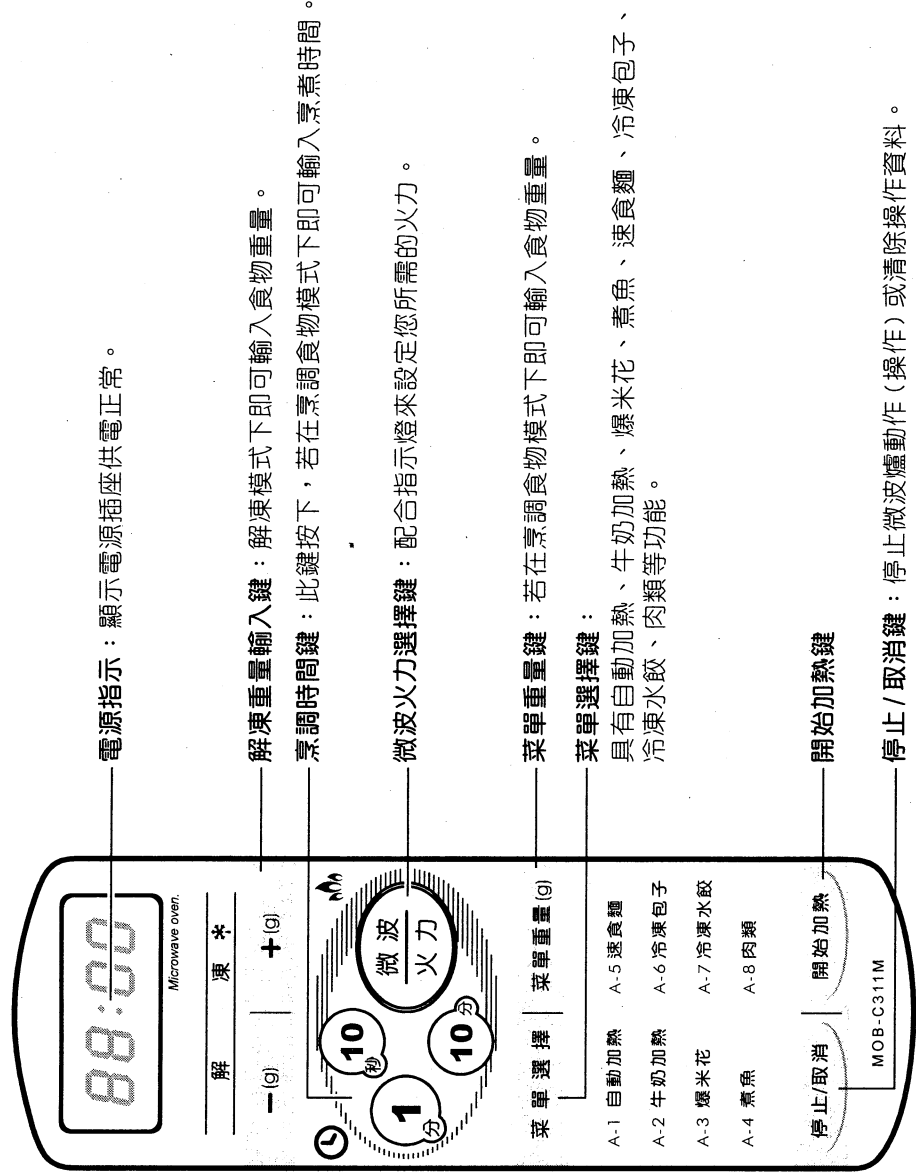 88:00
Microwave oven.
解 凍
－(g) ＋(g)
10秒
1分
10分
微波
火力
菜單選擇 菜單重量(g)
A-1 自動加熱 A-5 速食麵
A-2 牛奶加熱 A-6 冷凍包子
A-3 爆米花 A-7 冷凍水餃
A-4 煮魚 A-8 肉類
停止/取消 開始加熱
MOB-C311M
電源指示：顯示電源插座供電正常。
解凍重量輸入鍵：解凍模式下即可輸入食物重量。
烹調時間鍵：此鍵按下，若在烹調食物模式下即可輸入烹煮時間。
微波火力選擇鍵：配合指示燈來設定您所需的火力。
菜單重量鍵：若在烹調食物模式下即可輸入食物重量。
菜單選擇鍵：
具有自動加熱、牛奶加熱、爆米花、煮魚、速食麵、冷凍包子、
冷凍水餃、肉類等功能。
開始加熱鍵
停止/取消鍵：停止微波爐動作(操作)或清除操作資料。